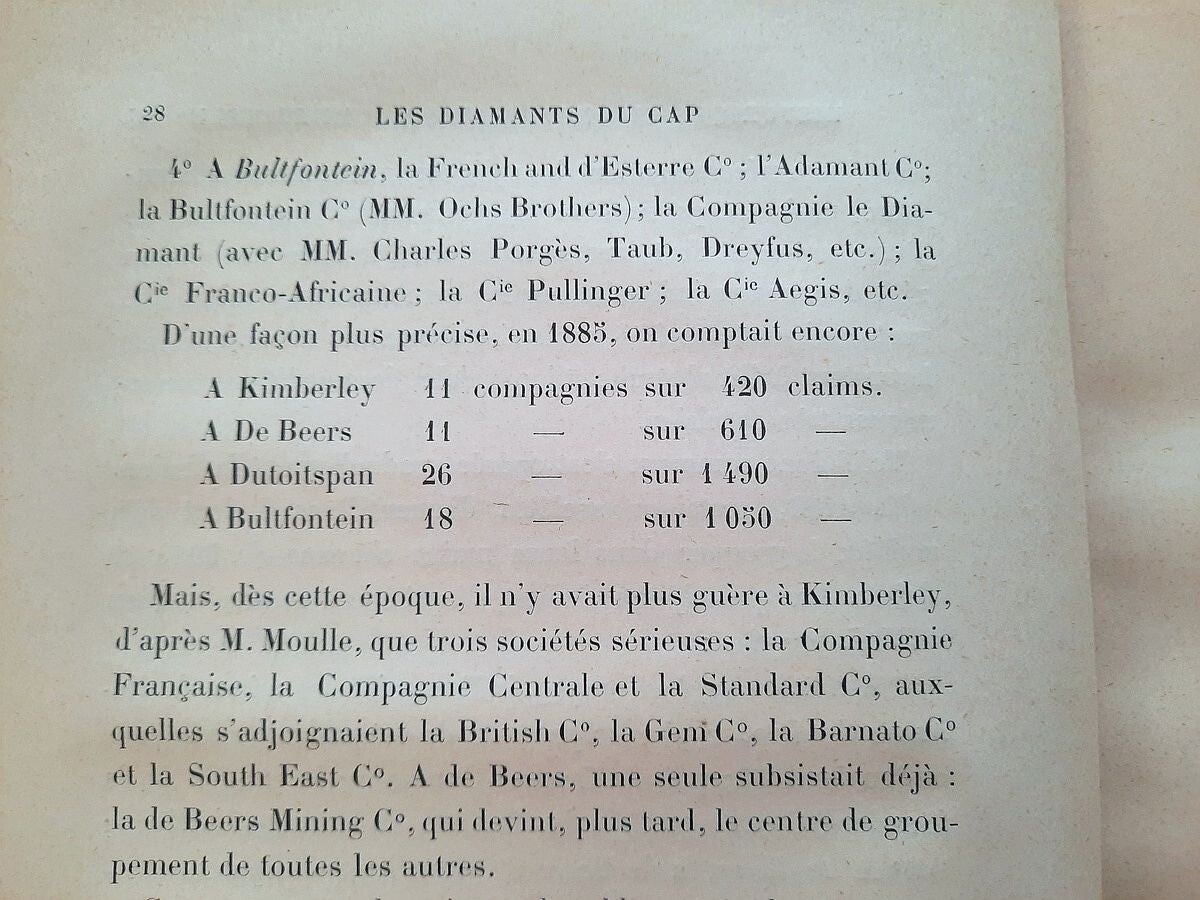 28
LES DIAMANTS DU CAP
4° A Bultfontein, la French and d'Esterre C°; l'Adamant C°;
la Bultfontein C° (MM. Ochs Brothers); la Compagnie le Dia-
mant (avec MM. Charles Porgès, Taub, Dreyfus, etc.); la
Cie Franco-Africaine; la Cie Pullinger; la Cie Aegis, etc.
D'une façon plus précise, en 1885, on comptait encore :
A Kimberley 11 compagnies sur 420 claims.
A De Beers 11 — sur 610 —
A Dutoitspan 26 — sur 1 490 —
A Bultfontein 18 — sur 1 050 —
Mais, dès cette époque, il n'y avait plus guère à Kimberley,
d'après M. Moulle, que trois sociétés sérieuses : la Compagnie
Française, la Compagnie Centrale et la Standard C°, aux-
quelles s'adjoignaient la British C°, la Gem C°, la Barnato C°
et la South East C°. A de Beers, une seule subsistait déjà :
la de Beers Mining C°, qui devint, plus tard, le centre de grou-
pement de toutes les autres.